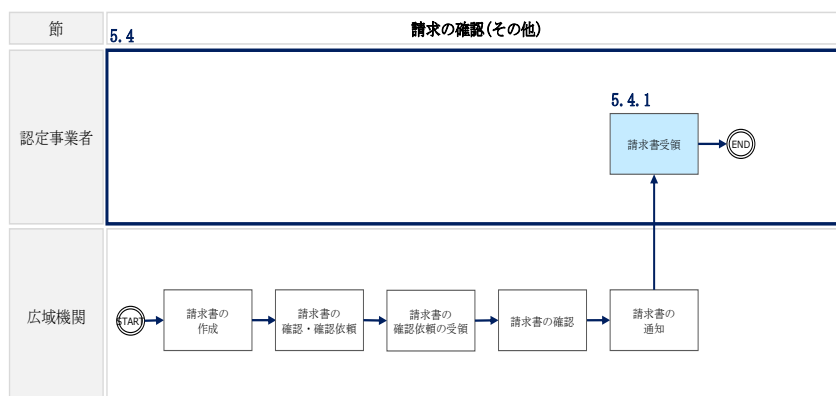 節
5.4
請求の確認(その他)
認定事業者
5.4.1
請求書受領
END
広域機関
START
請求書の
作成
請求書の
確認・確認依頼
請求書の
確認依頼の受領
請求書の確認
請求書の
通知